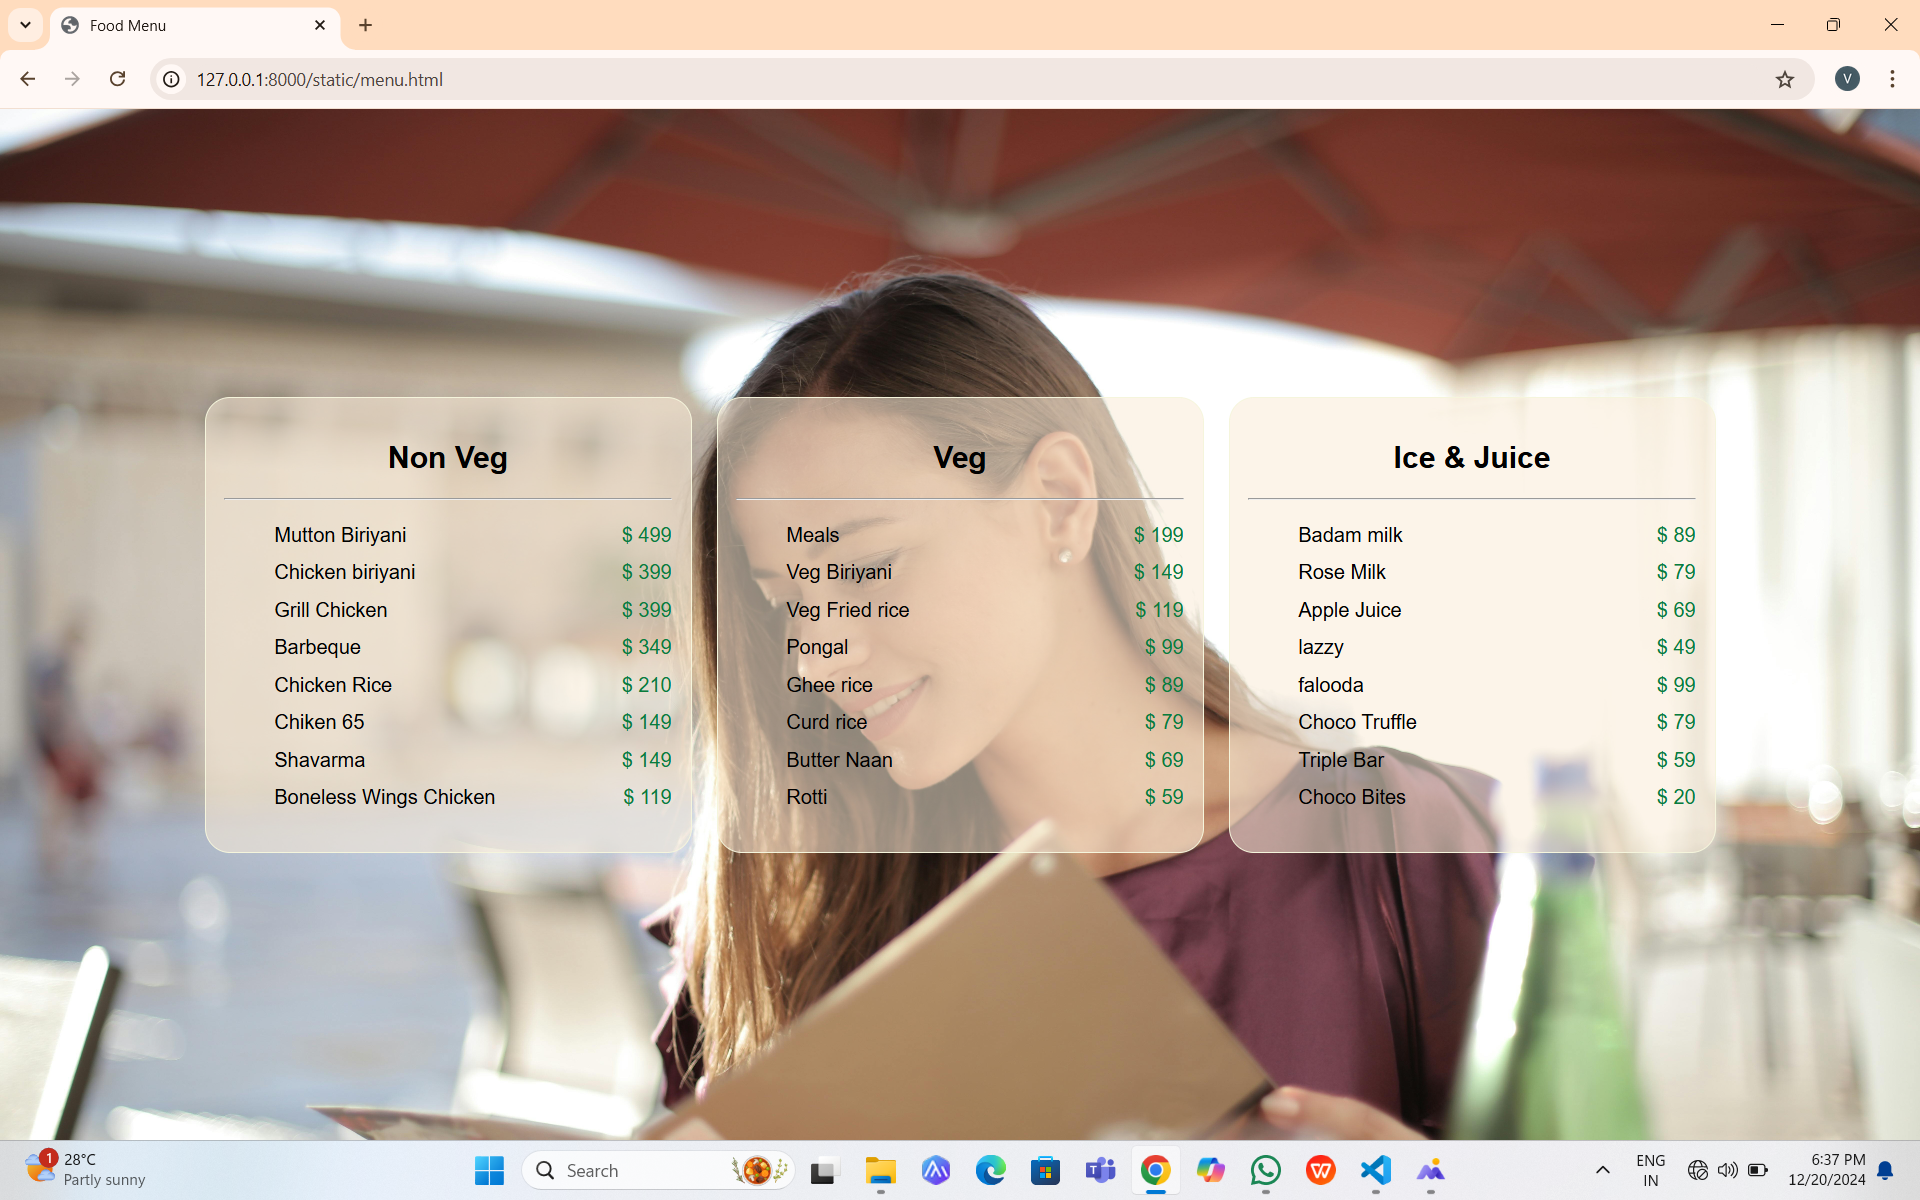 Food Menu
127.0.0.1:8000/static/menu.html
V
Non Veg
Mutton Biriyani $ 499
Chicken biriyani $ 399
Grill Chicken $ 399
Barbeque $ 349
Chicken Rice $ 210
Chiken 65 $ 149
Shavarma $ 149
Boneless Wings Chicken $ 119
Veg
Meals $ 199
Veg Biriyani $ 149
Veg Fried rice $ 119
Pongal $ 99
Ghee rice $ 89
Curd rice $ 79
Butter Naan $ 69
Rotti $ 59
Ice & Juice
Badam milk $ 89
Rose Milk $ 79
Apple Juice $ 69
lazzy $ 49
falooda $ 99
Choco Truffle $ 79
Triple Bar $ 59
Choco Bites $ 20
1
28°C
Partly sunny
Search
ENG
IN
6:37 PM
12/20/2024